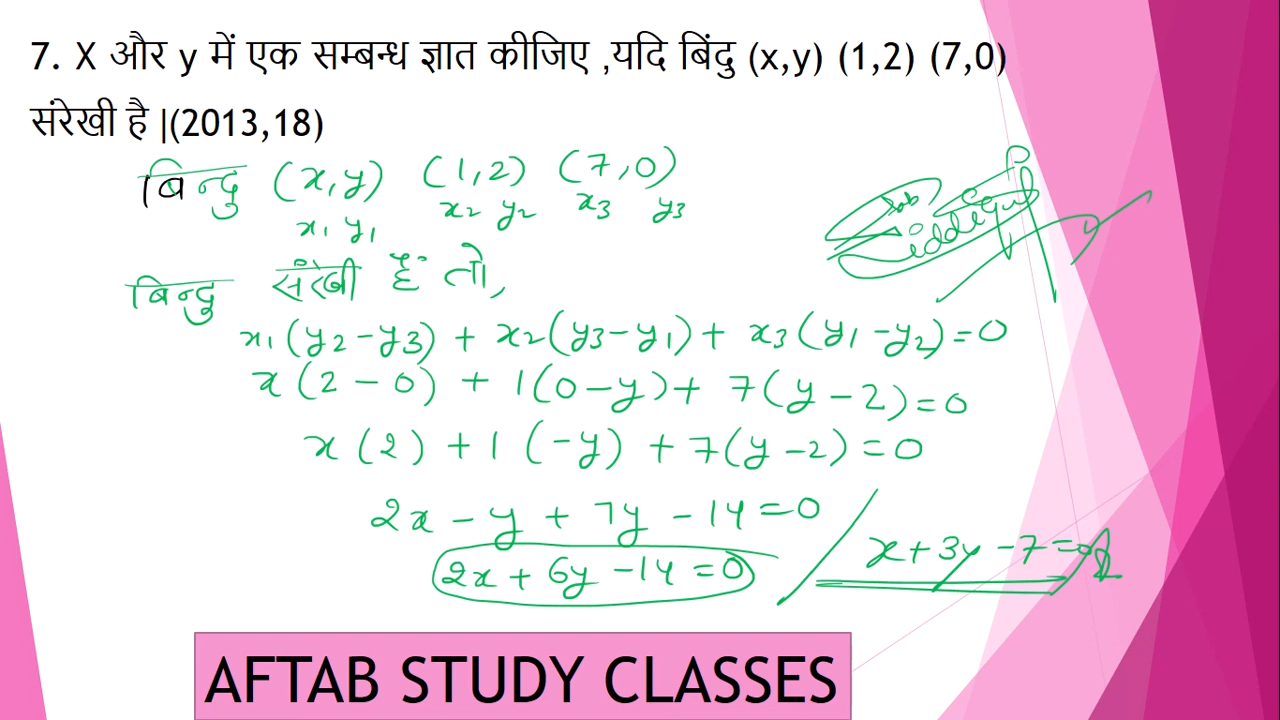 7. X और y में एक सम्बन्ध ज्ञात कीजिए ,यदि बिंदु (x,y) (1,2) (7,0)
संरेखी है |(2013,18)
बिन्दु (x,y) (1,2) (7,0)
x₁ y₁ x₂ y₂ x₃ y₃
बिन्दु संरेखी हैं तो,
x₁(y₂-y₃) + x₂(y₃-y₁) + x₃(y₁-y₂)=0
x(2-0) + 1(0-y) + 7(y-2)=0
x(2) + 1(-y) + 7(y-2)=0
2x - y + 7y - 14=0
2x + 6y - 14=0
x+3y-7=0
AFTAB STUDY CLASSES